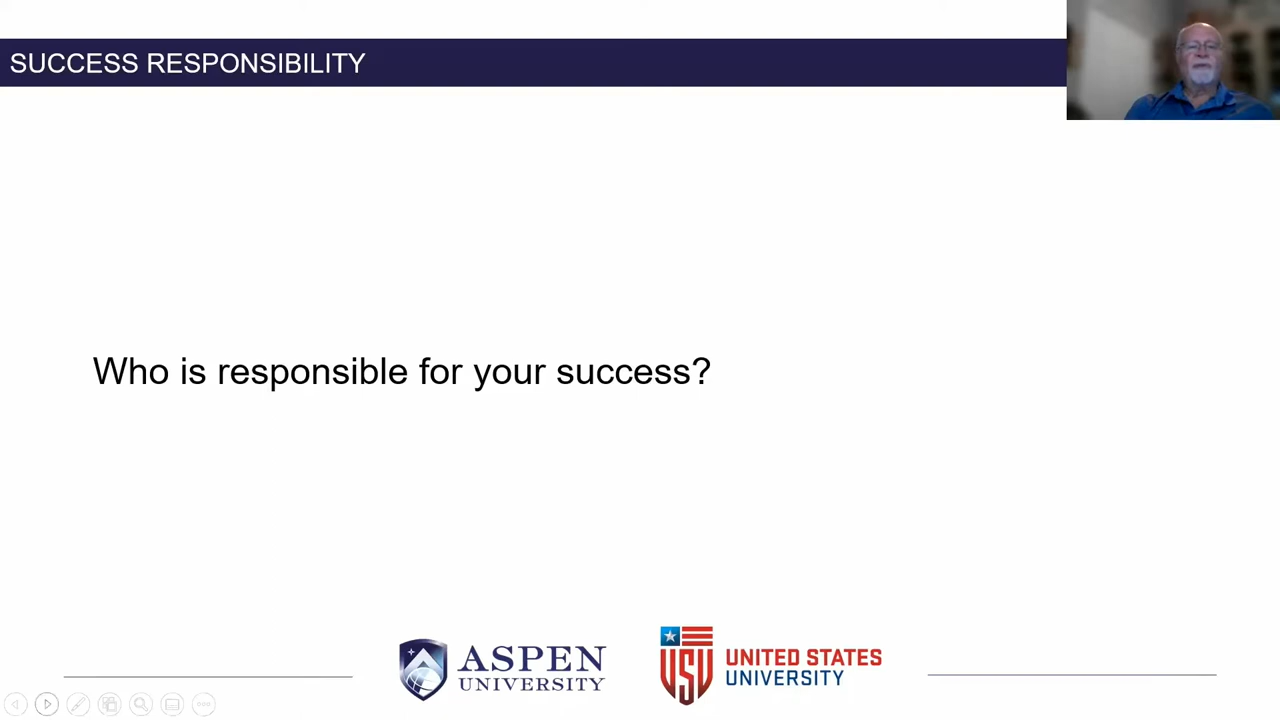 SUCCESS RESPONSIBILITY
Who is responsible for your success?
ASPEN
UNIVERSITY
USU
UNITED STATES
UNIVERSITY